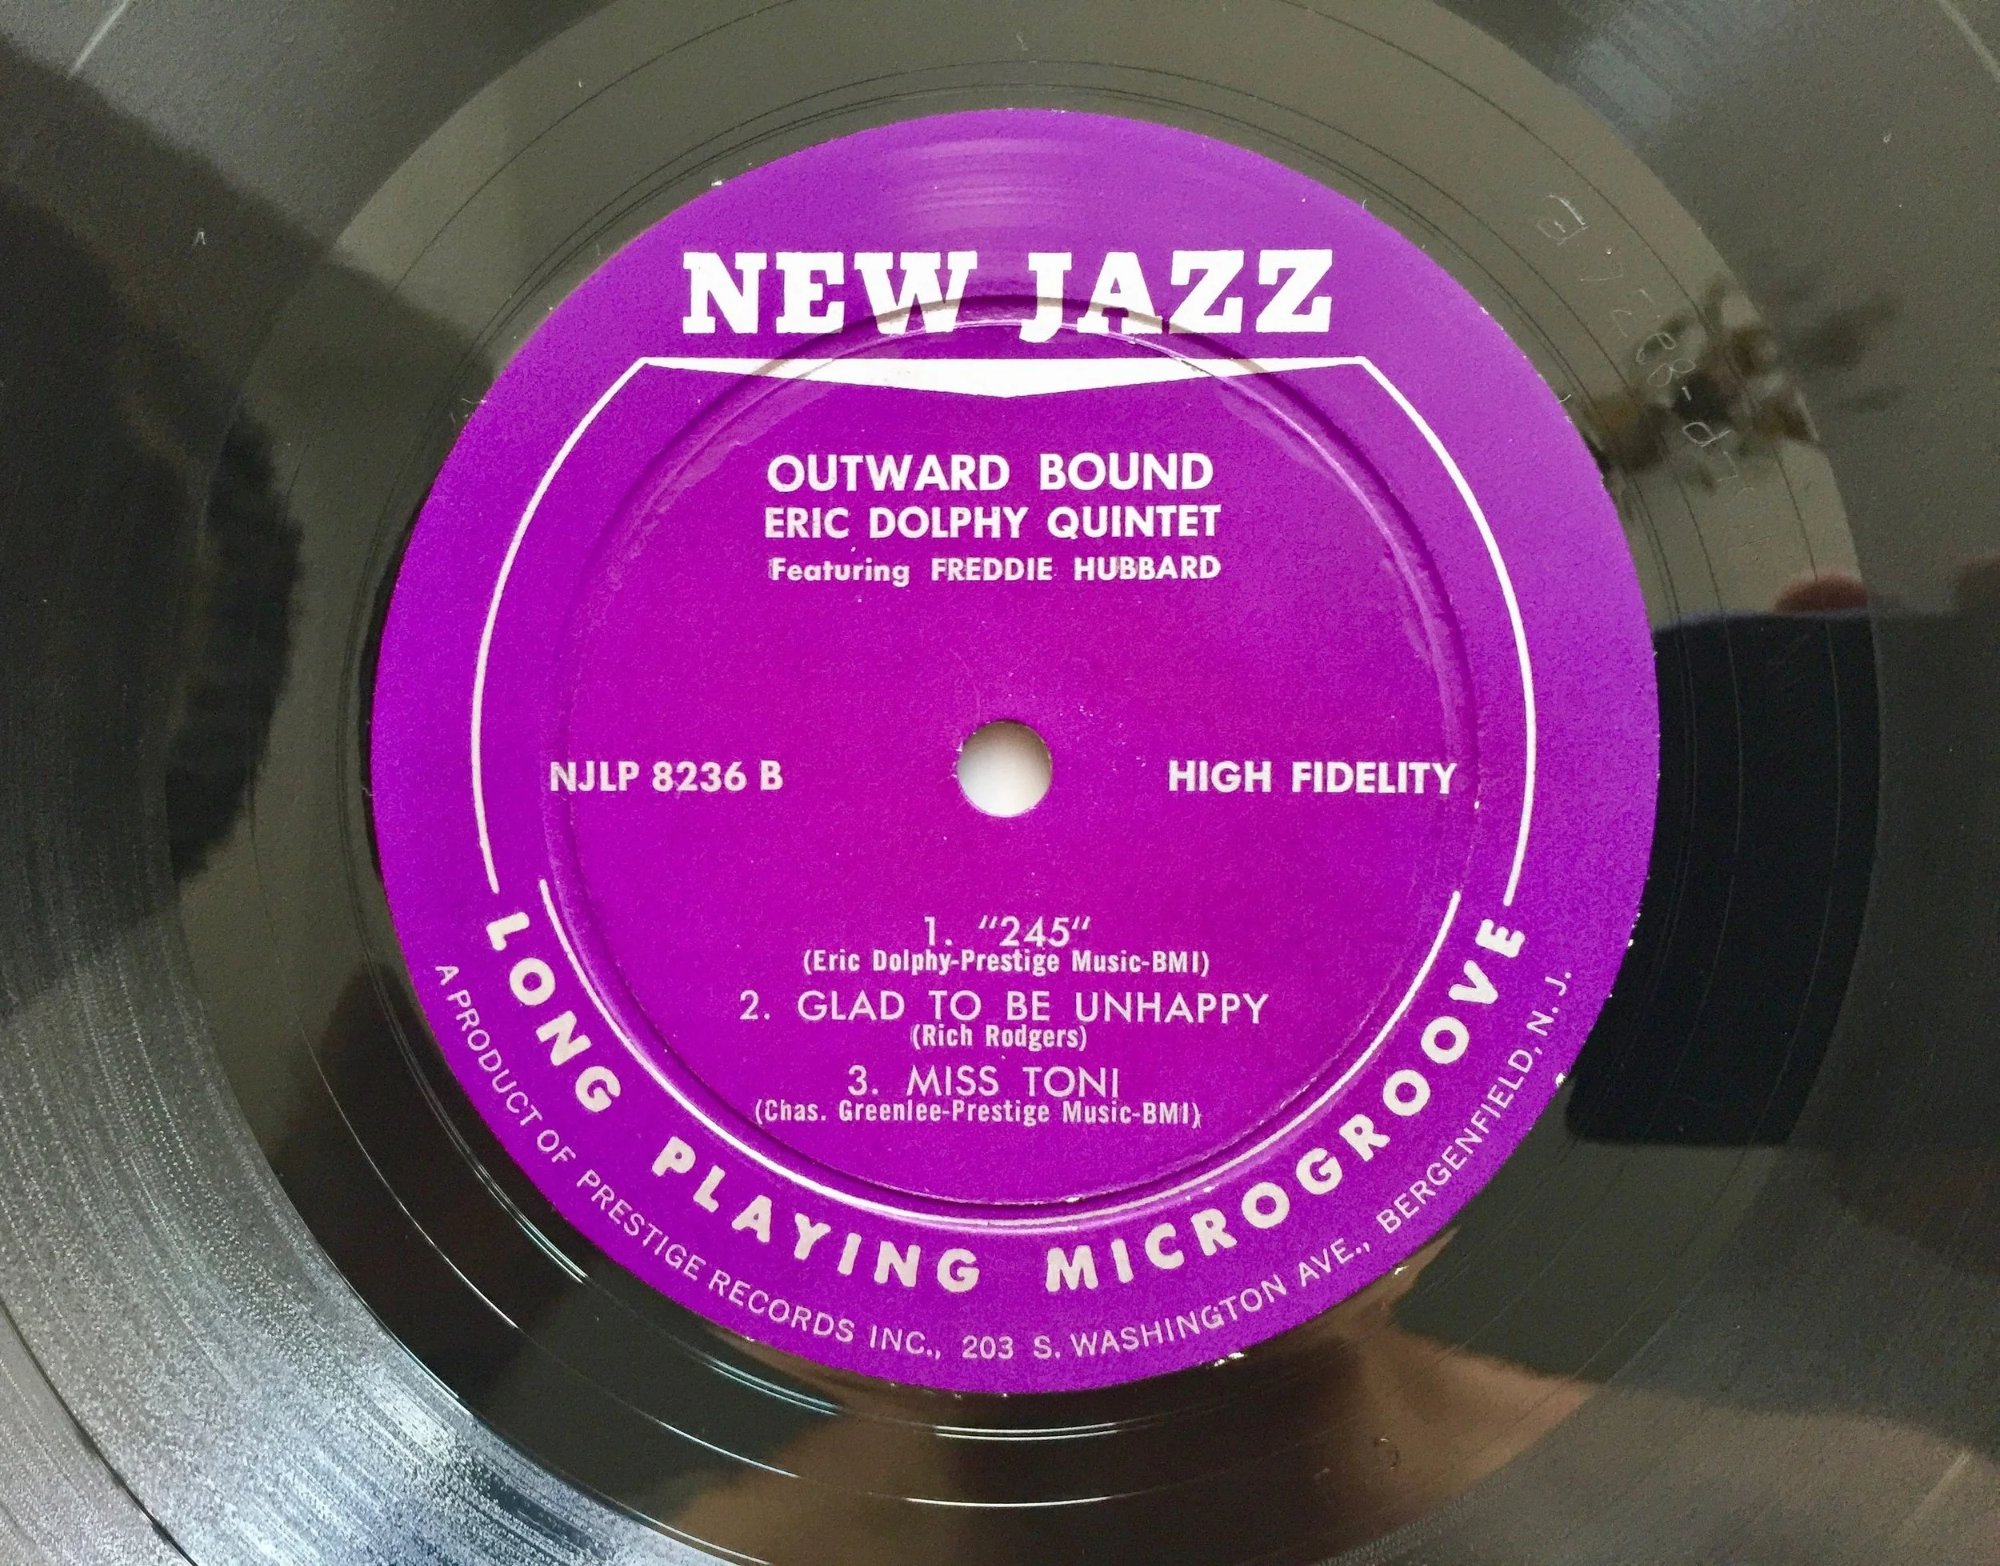 NEW JAZZ
OUTWARD BOUND
ERIC DOLPHY QUINTET
Featuring FREDDIE HUBBARD
NJLP 8236 B
HIGH FIDELITY
1. "245"
(Eric Dolphy-Prestige Music-BMI)
2. GLAD TO BE UNHAPPY
(Rich Rodgers)
3. MISS TONI
(Chas. Greenlee-Prestige Music-BMI)
LONG PLAYING MICROGROOVE
A PRODUCT OF PRESTIGE RECORDS INC., 203 S. WASHINGTON AVE., BERGENFIELD, N. J.